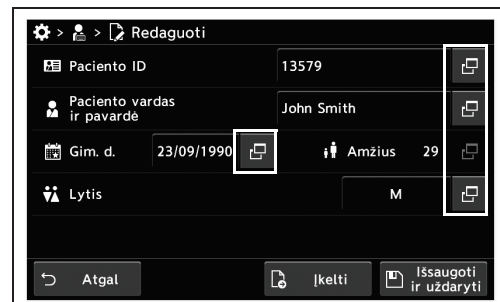 > > Redaguoti
Paciento ID 13579
Paciento vardas
ir pavardė
John Smith
Gim. d. 23/09/1990 Amžius 29
Lytis M
Atgal Įkelti Išsaugoti
ir uždaryti